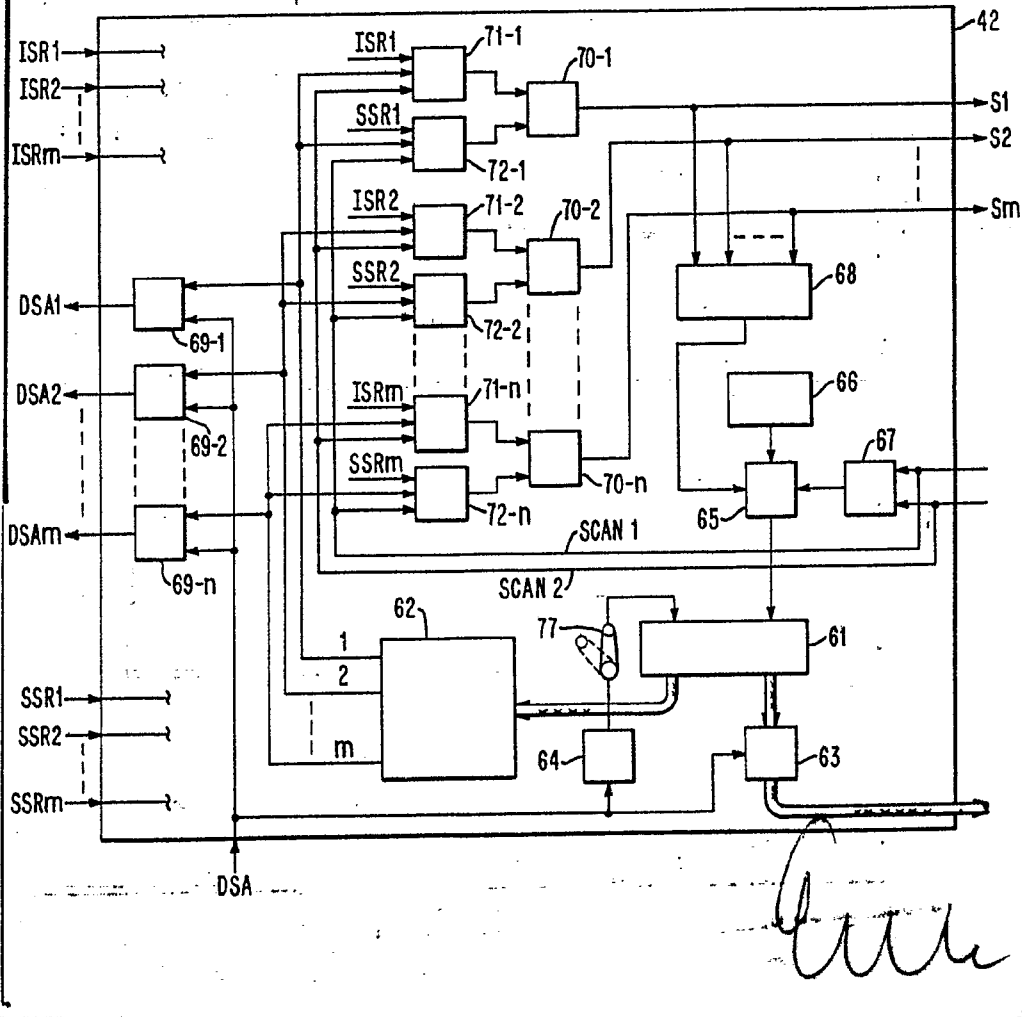 42
ISR1
ISR2
ISRm
ISR1
71-1
70-1
S1
SSR1
72-1
S2
ISR2
71-2
70-2
Sm
SSR2
72-2
68
DSA1
69-1
66
DSA2
69-2
ISRm
71-n
67
SSRm
72-n
70-n
65
DSAm
69-n
SCAN 1
SCAN 2
62
77
61
1
2
m
SSR1
SSR2
SSRm
64
63
DSA